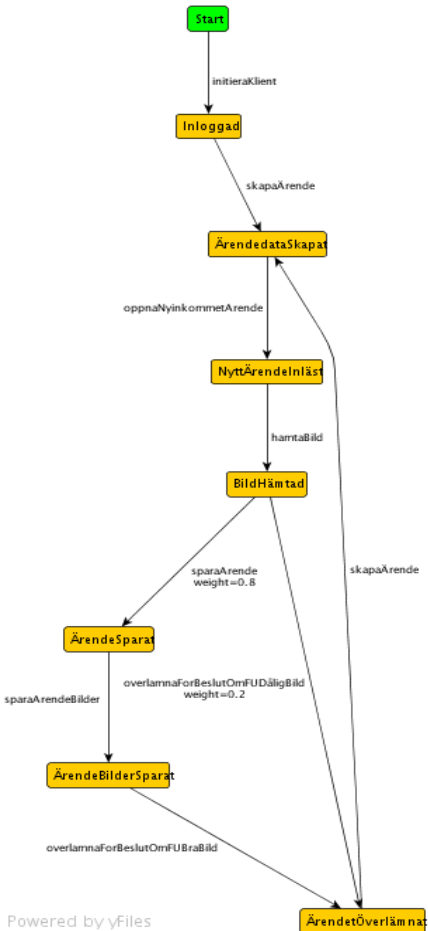 Start
initieraKlient
Inloggad
skapaÄrende
ÄrendedataSkapat
oppnaNyinkommetArende
NyttÄrendeInläst
hamtaBild
BildHämtad
skapaÄrende
sparaArende
weight=0.8
ÄrendeSparat
overlamnaForBeslutOmFUDåligBild
weight=0.2
sparaArendeBilder
ÄrendeBilderSparat
overlamnaForBeslutOmFUBraBild
ÄrendetÖverlämnat
Powered by yFiles